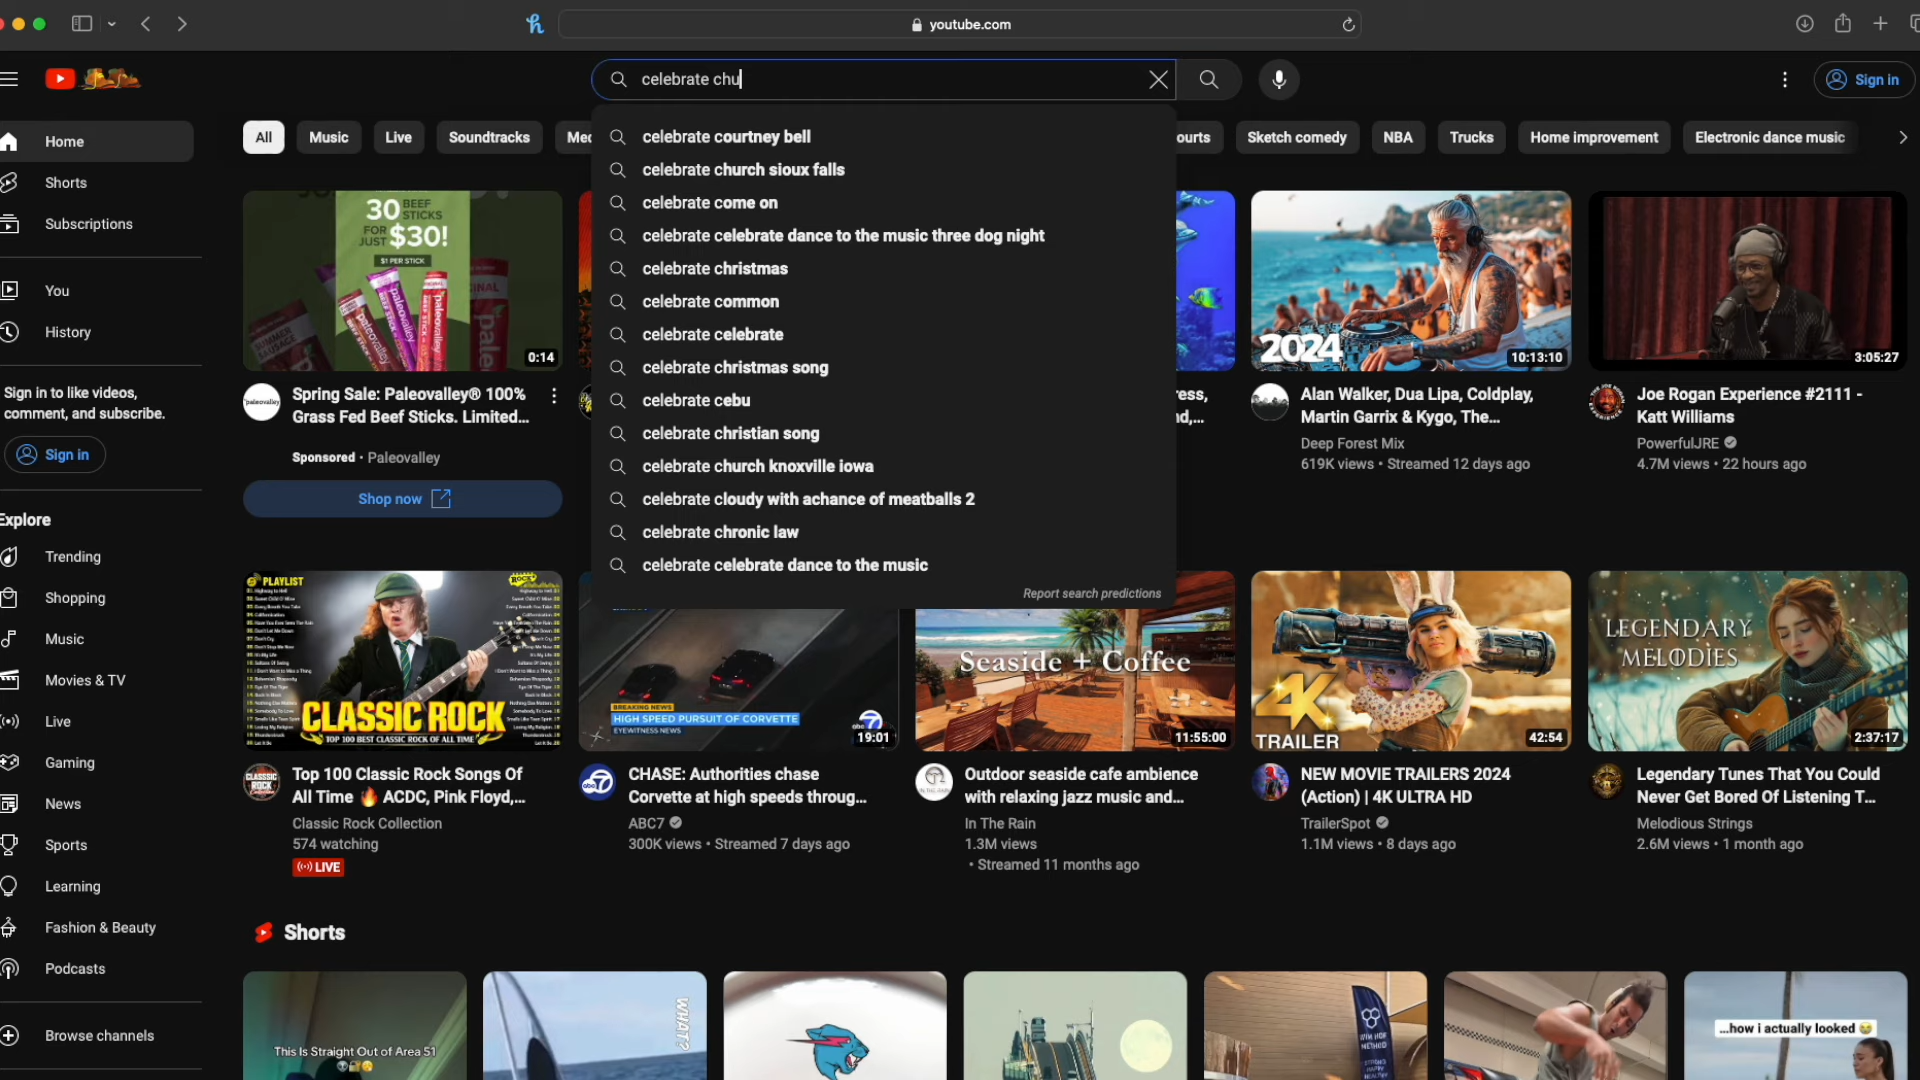 youtube.com
celebrate chu
Sign in
All
Music
Live
Soundtracks
Sketch comedy
NBA
Trucks
Home improvement
Electronic dance music
celebrate courtney bell
celebrate church sioux falls
celebrate come on
celebrate celebrate dance to the music three dog night
celebrate christmas
celebrate common
celebrate celebrate
celebrate christmas song
celebrate cebu
celebrate christian song
celebrate church knoxville iowa
celebrate cloudy with achance of meatballs 2
celebrate chronic law
celebrate celebrate dance to the music
Report search predictions
Home
Shorts
Subscriptions
You
History
Sign in to like videos,
comment, and subscribe.
Sign in
Explore
Trending
Shopping
Music
Movies & TV
Live
Gaming
News
Sports
Learning
Fashion & Beauty
Podcasts
Browse channels
30 BEEF STICKS
FOR JUST $30!
$1 PER STICK
paleovalley
0:14
Spring Sale: Paleovalley® 100%
Grass Fed Beef Sticks. Limited...
Sponsored • Paleovalley
Shop now
2024
10:13:10
Alan Walker, Dua Lipa, Coldplay,
Martin Garrix & Kygo, The...
Deep Forest Mix
619K views • Streamed 12 days ago
3:05:27
Joe Rogan Experience #2111 -
Katt Williams
PowerfulJRE
4.7M views • 22 hours ago
PLAYLIST
CLASSIC ROCK
TOP 100 BEST CLASSIC ROCK OF ALL TIME
Top 100 Classic Rock Songs Of
All Time 🔥 ACDC, Pink Floyd,...
Classic Rock Collection
574 watching
LIVE
BREAKING NEWS
HIGH SPEED PURSUIT OF CORVETTE
EYEWITNESS NEWS
19:01
CHASE: Authorities chase
Corvette at high speeds throug...
ABC7
300K views • Streamed 7 days ago
Seaside + Coffee
11:55:00
Outdoor seaside cafe ambience
with relaxing jazz music and...
In The Rain
1.3M views
• Streamed 11 months ago
4K
TRAILER
42:54
NEW MOVIE TRAILERS 2024
(Action) | 4K ULTRA HD
TrailerSpot
1.1M views • 8 days ago
LEGENDARY
MELODIES
2:37:17
Legendary Tunes That You Could
Never Get Bored Of Listening T...
Melodious Strings
2.6M views • 1 month ago
Shorts
This Is Straight Out of Area 51
WHAT?
WIM HOF
METHOD
...how i actually looked 😭